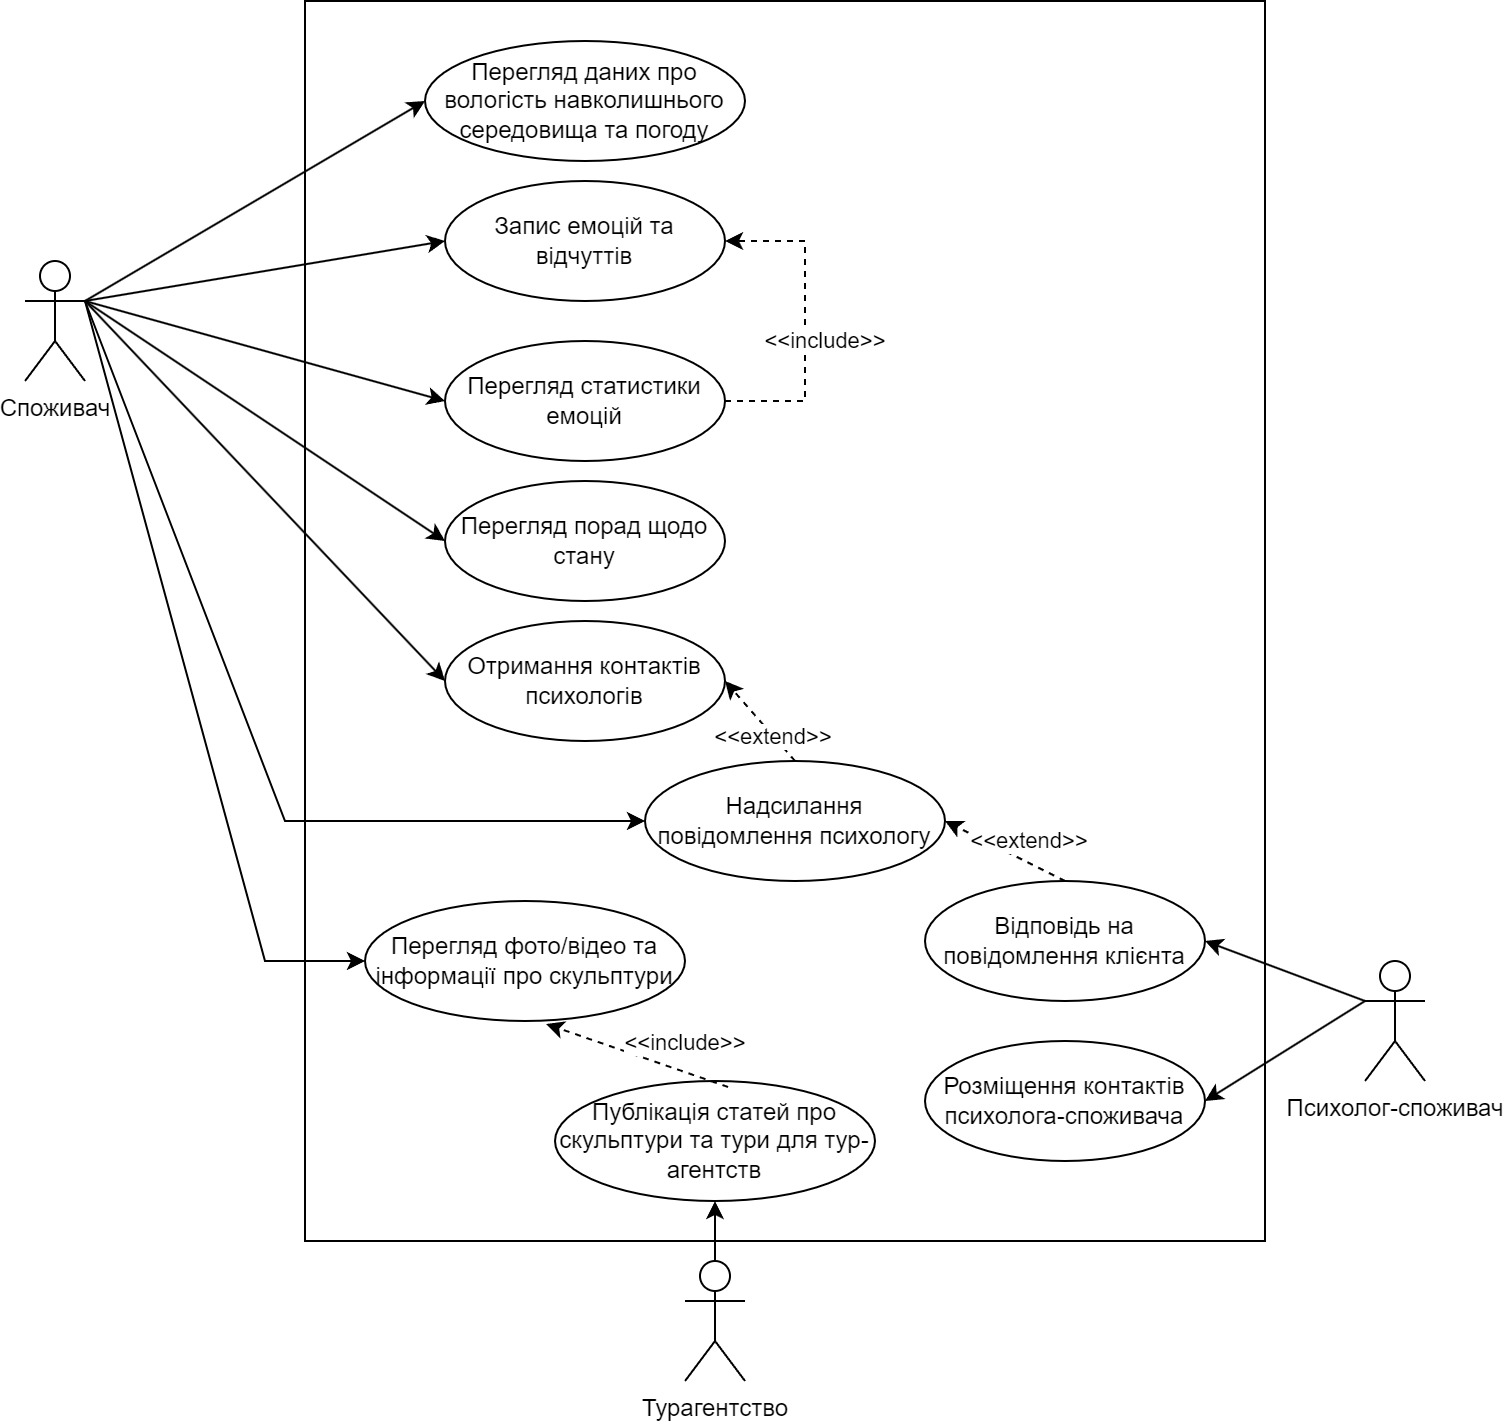 Перегляд даних про
вологість навколишнього
середовища та погоду
Запис емоцій та
відчуттів
<<include>>
Перегляд статистики
емоцій
Споживач
Перегляд порад щодо
стану
Отримання контактів
психологів
<<extend>>
Надсилання
повідомлення психологу
<<extend>>
Відповідь на
повідомлення клієнта
Перегляд фото/відео та
інформації про скульптури
<<include>>
Розміщення контактів
психолога-споживача
Психолог-споживач
Публікація статей про
скульптури та тури для тур-
агентств
Турагентство